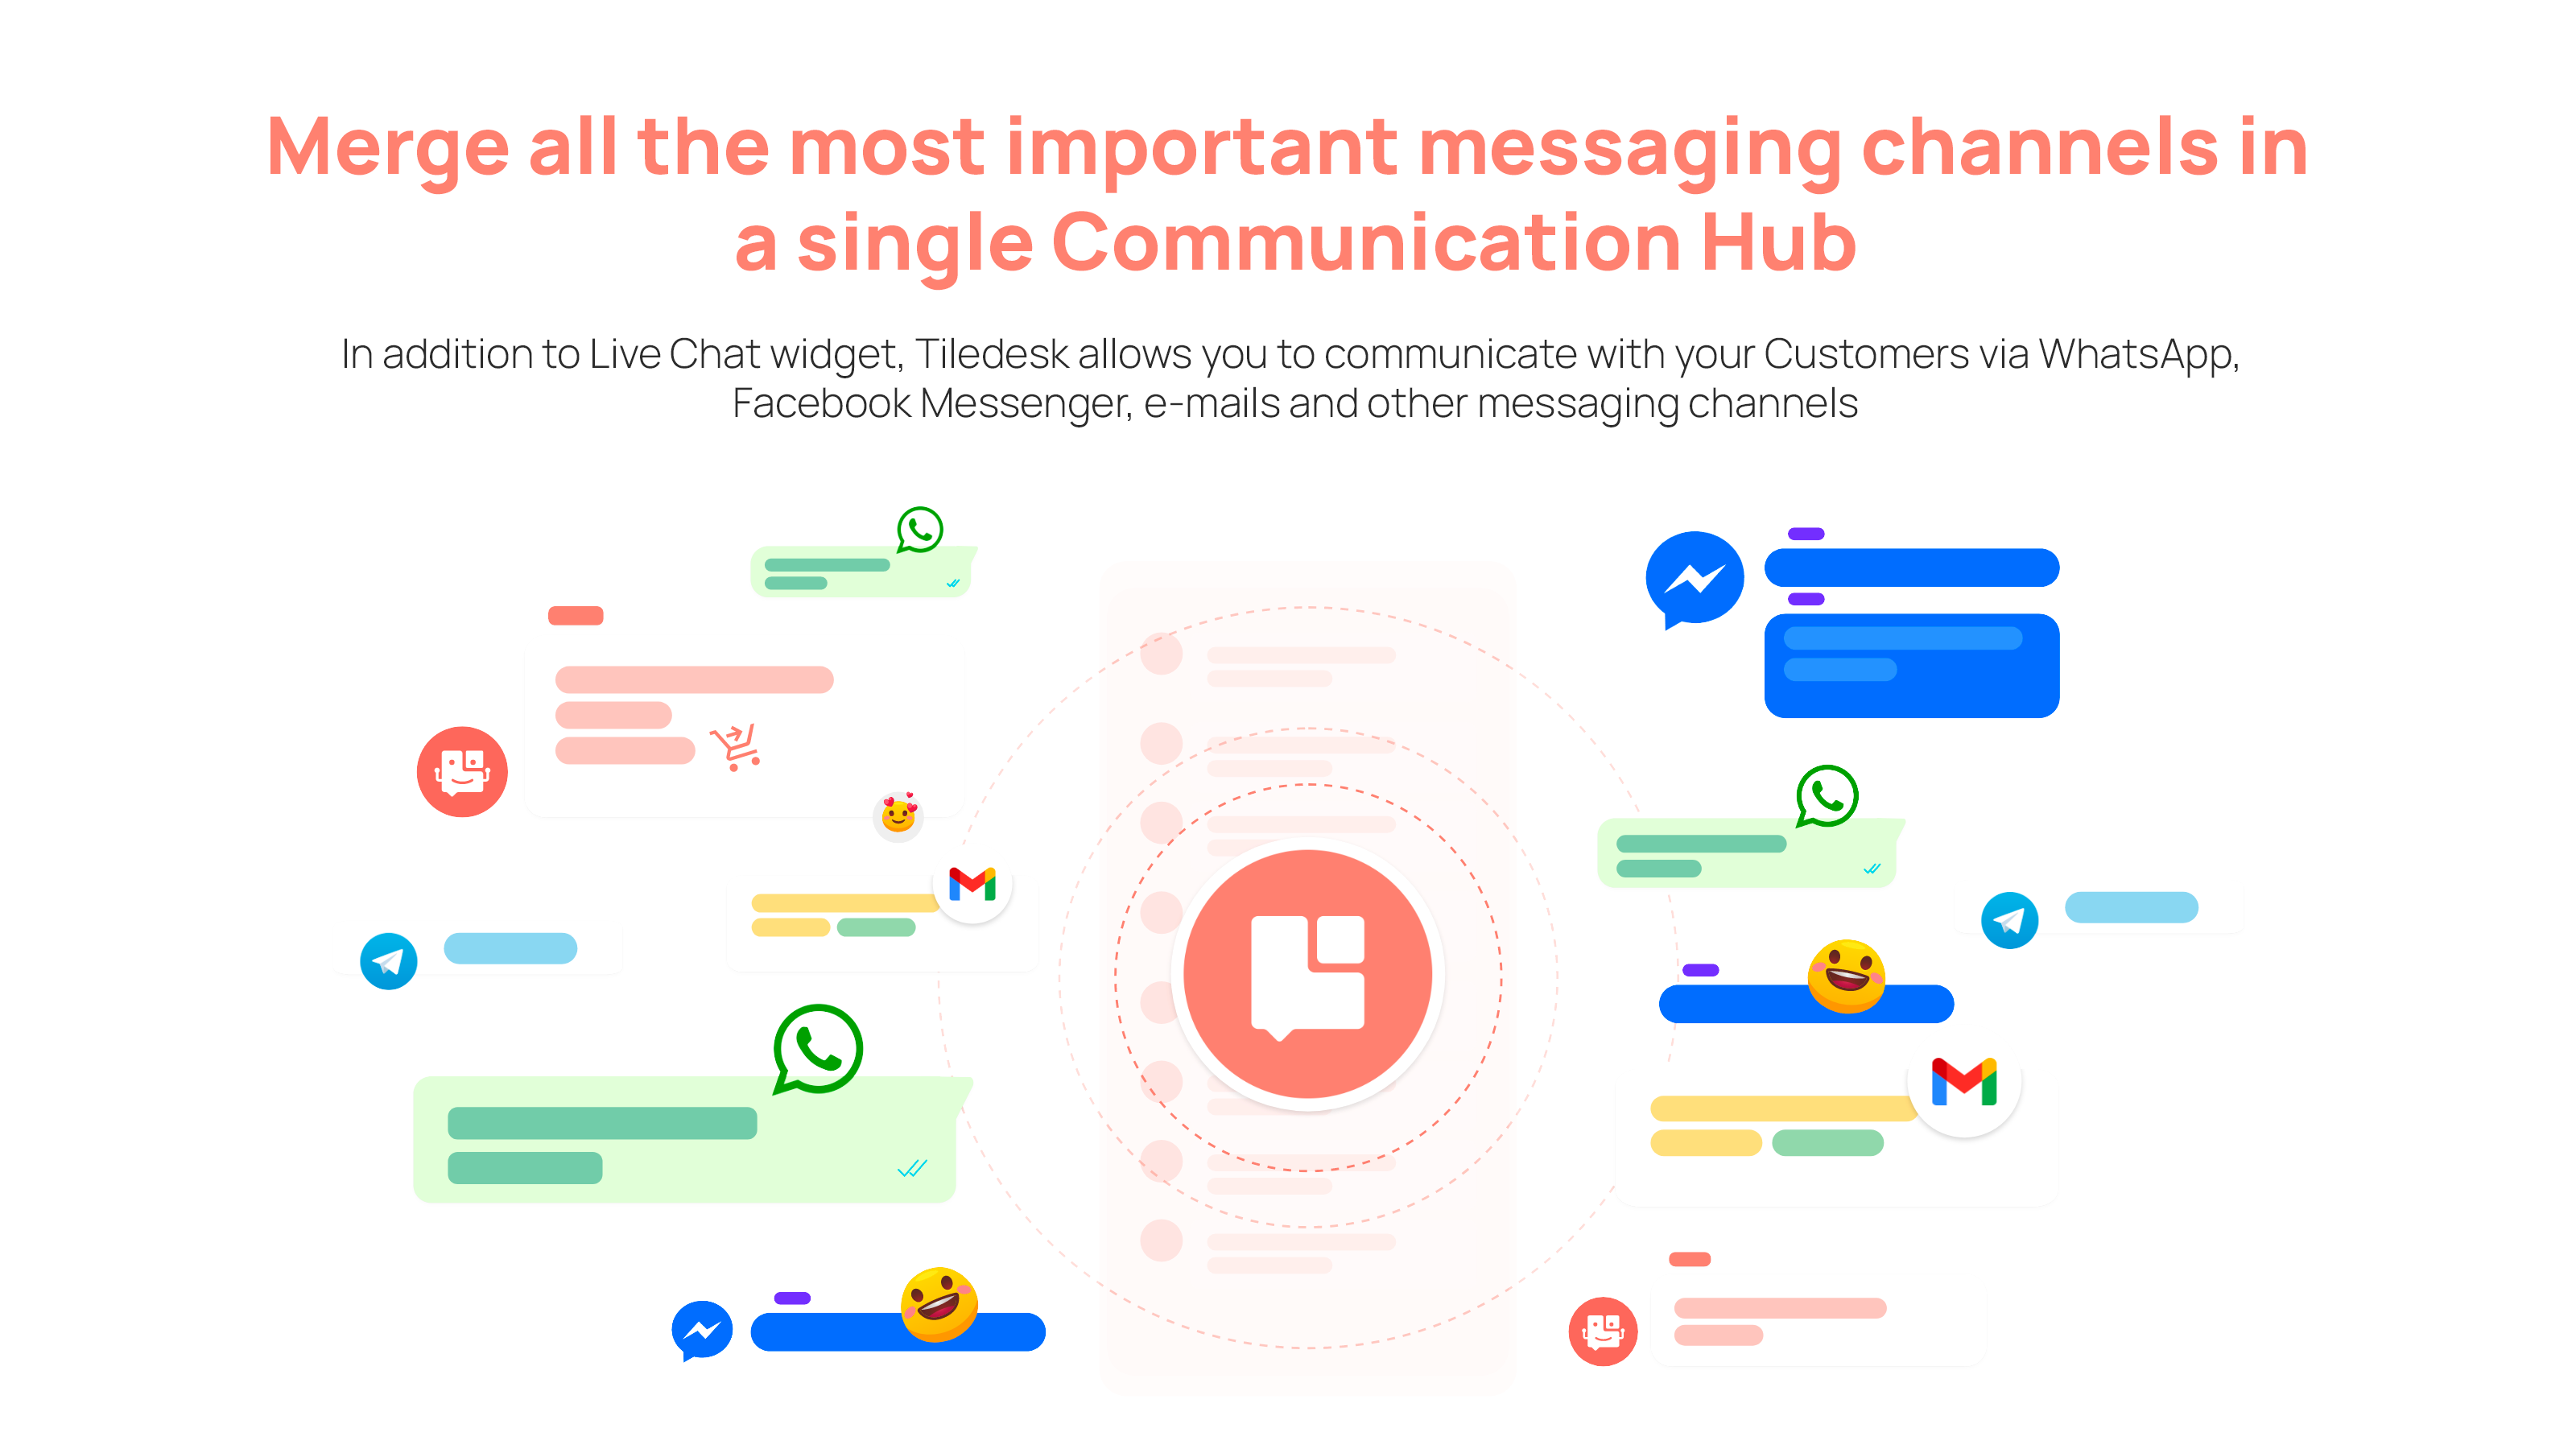 Merge all the most important messaging channels in
a single Communication Hub
In addition to Live Chat widget, Tiledesk allows you to communicate with your Customers via WhatsApp,
Facebook Messenger, e-mails and other messaging channels